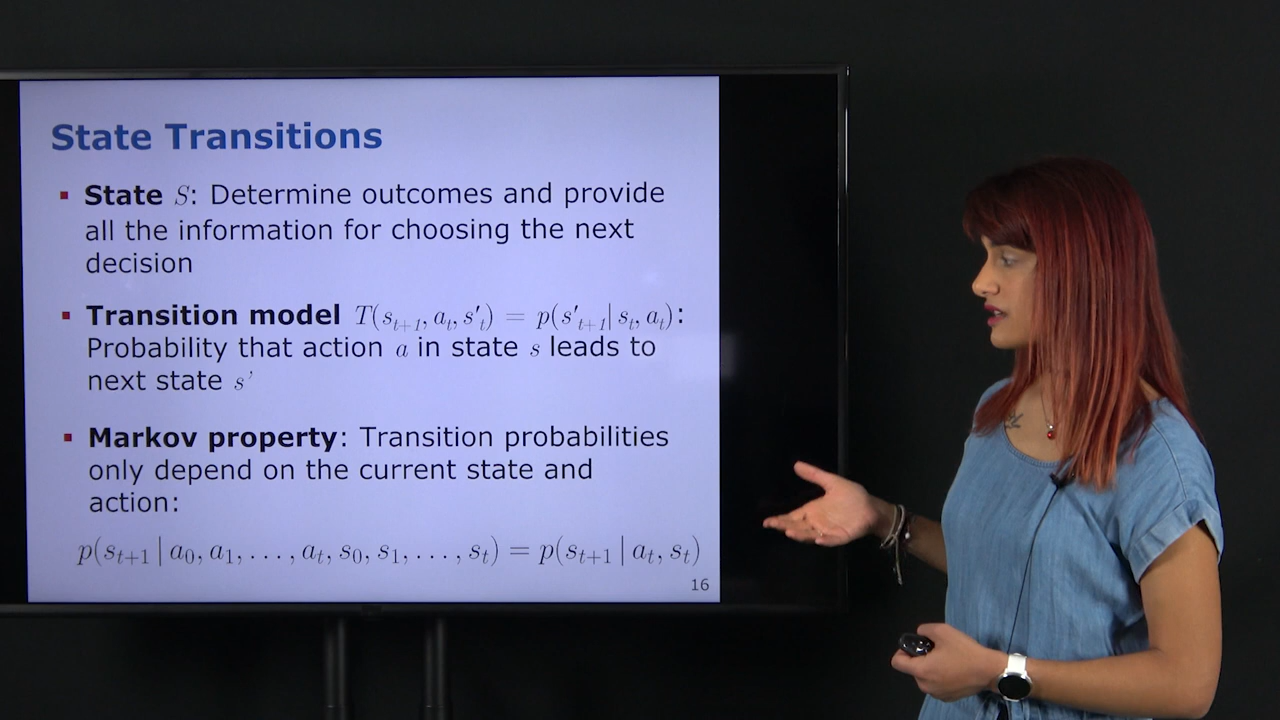 State Transitions
▪ State S: Determine outcomes and provide
all the information for choosing the next
decision
▪ Transition model T(s_{t+1}, a_t, s'_t) = p(s'_{t+1} | s_t, a_t):
Probability that action a in state s leads to
next state s'
▪ Markov property: Transition probabilities
only depend on the current state and
action:
p(s_{t+1} | a_0, a_1, . . . , a_t, s_0, s_1, . . . , s_t) = p(s_{t+1} | a_t, s_t)
16